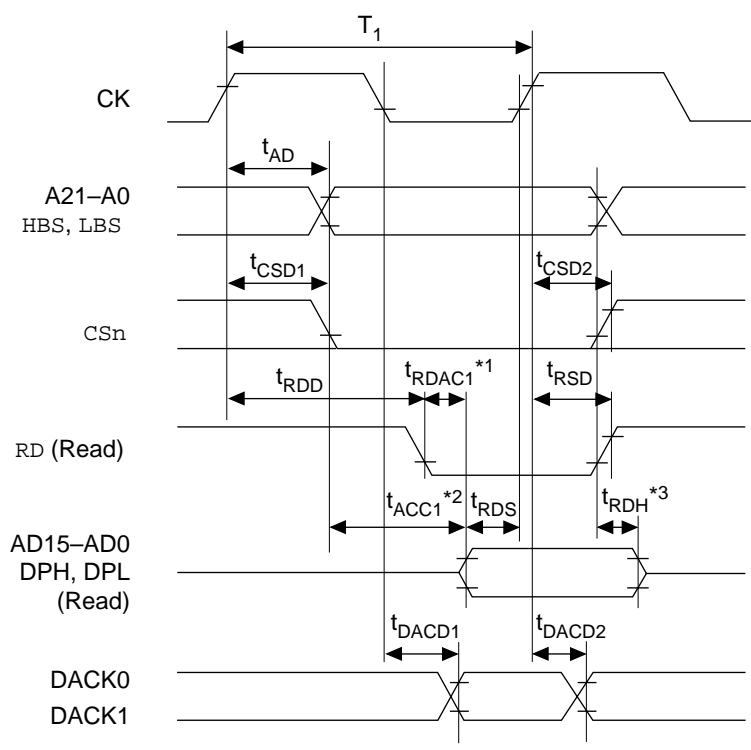 T1
CK
tAD
A21–A0
HBS, LBS
tCSD1
tCSD2
CSn
tRDD
tRDAC1*1
tRSD
RD (Read)
tACC1*2
tRDS
tRDH*3
AD15–AD0
DPH, DPL
(Read)
tDACD1
tDACD2
DACK0
DACK1